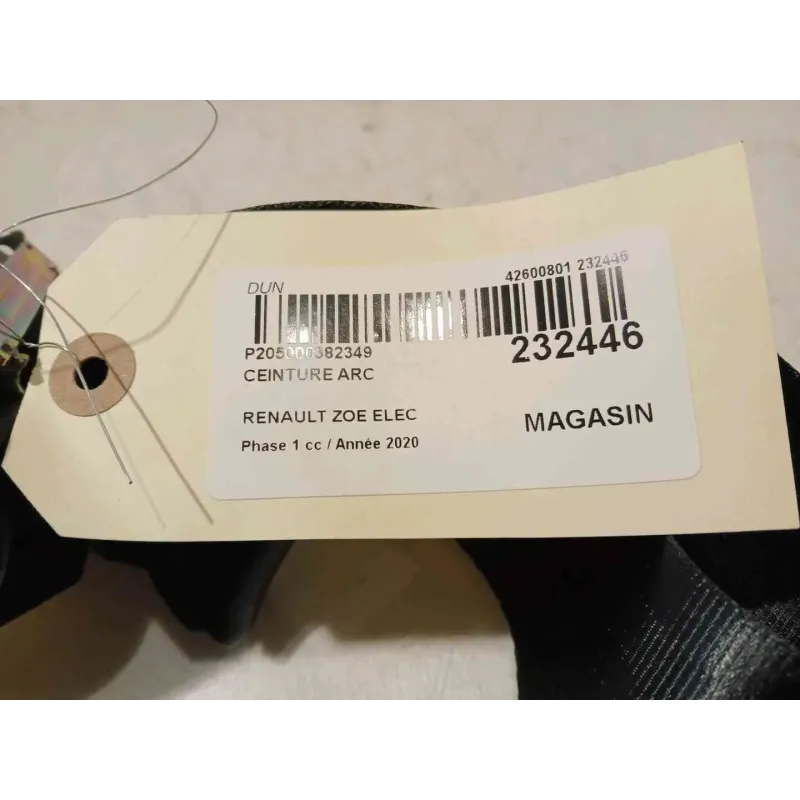 DUN
42600801 232446
P205000382349
232446
CEINTURE ARC
RENAULT ZOE ELEC
MAGASIN
Phase 1 cc / Année 2020